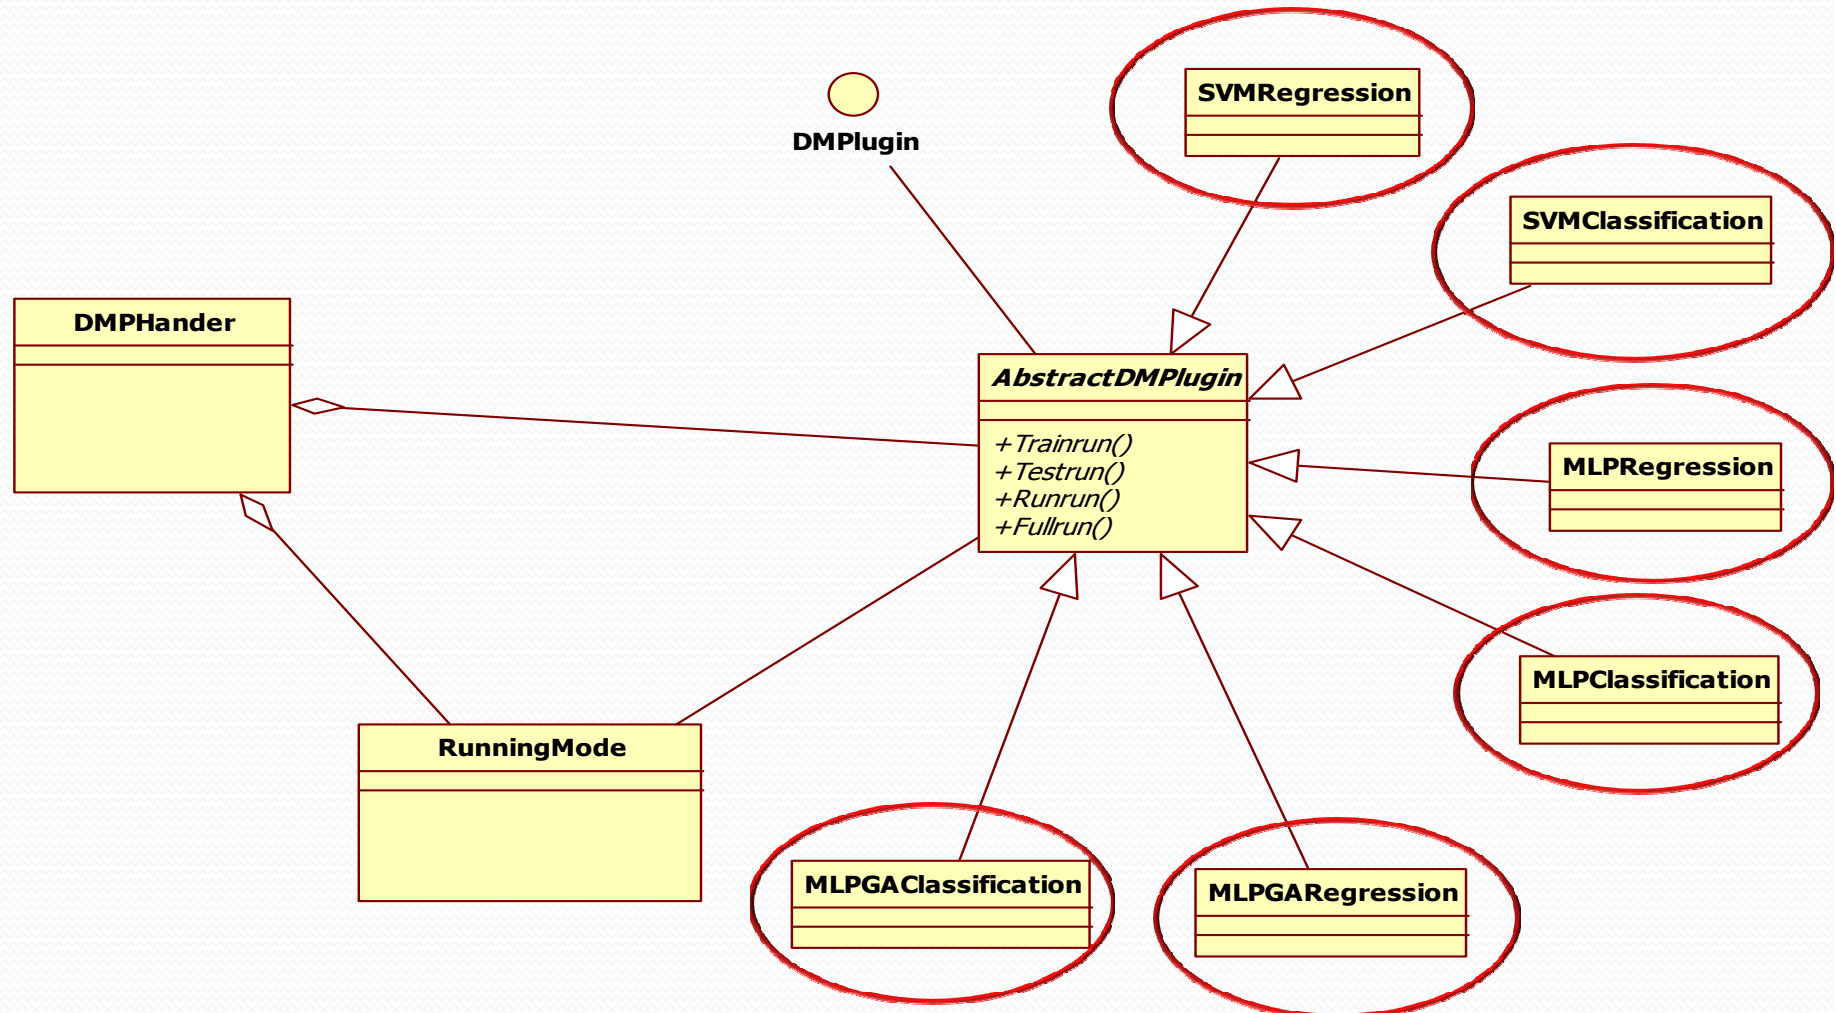 SVMRegression
DMPlugin
SVMClassification
DMPHander
AbstractDMPlugin
+Trainrun()
+Testrun()
+Runrun()
+Fullrun()
MLPRegression
MLPClassification
RunningMode
MLPGAClassification
MLPGARegression